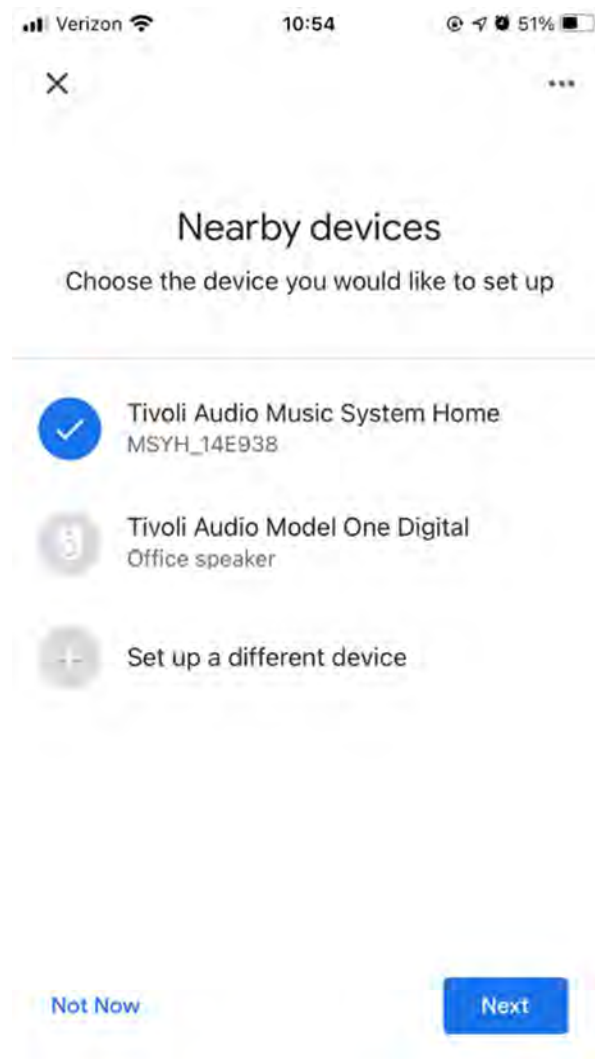 Verizon 10:54 51%
Nearby devices
Choose the device you would like to set up
Tivoli Audio Music System Home
MSYH_14E938
Tivoli Audio Model One Digital
Office speaker
Set up a different device
Not Now Next